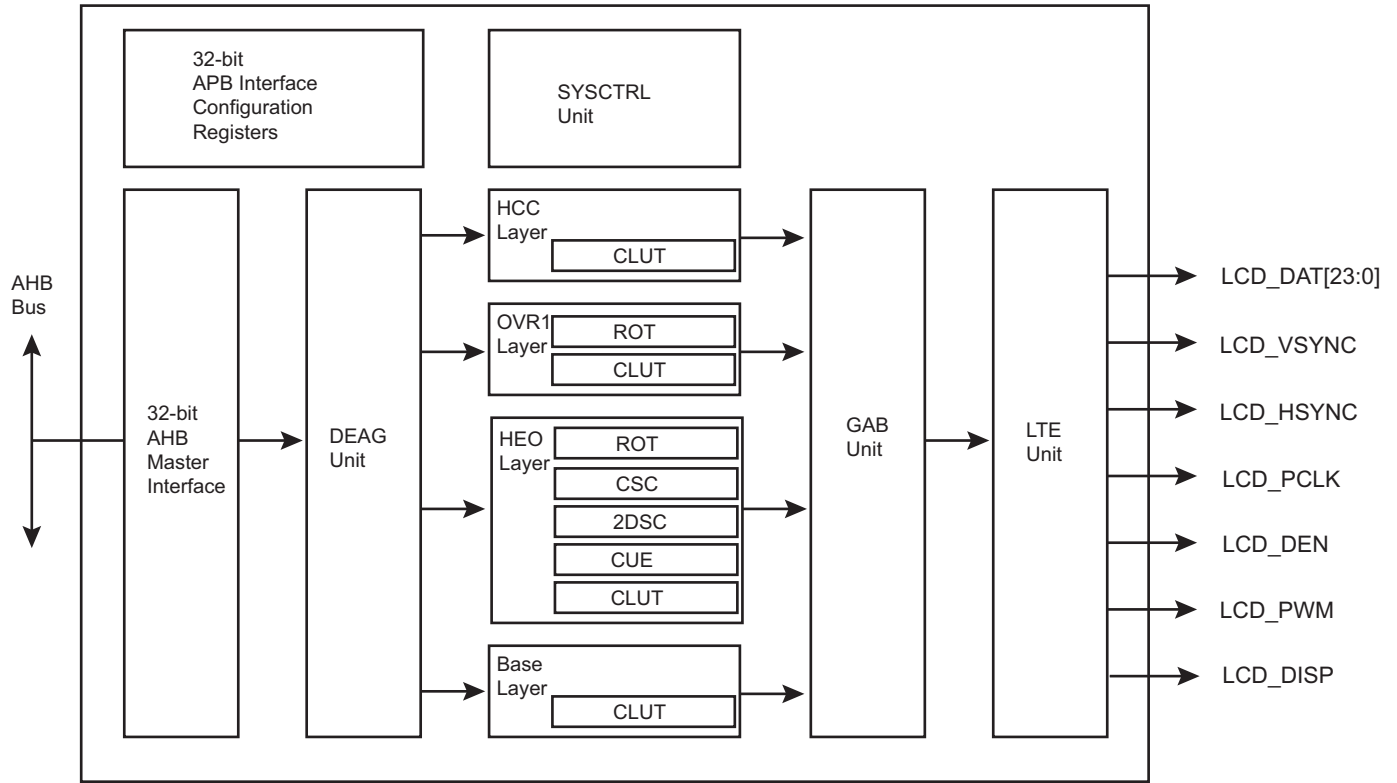 32-bit
APB Interface
Configuration
Registers
SYSCTRL
Unit
AHB
Bus
32-bit
AHB
Master
Interface
DEAG
Unit
HCC
Layer
CLUT
OVR1
Layer
ROT
CLUT
HEO
Layer
ROT
CSC
2DSC
CUE
CLUT
Base
Layer
CLUT
GAB
Unit
LTE
Unit
LCD_DAT[23:0]
LCD_VSYNC
LCD_HSYNC
LCD_PCLK
LCD_DEN
LCD_PWM
LCD_DISP